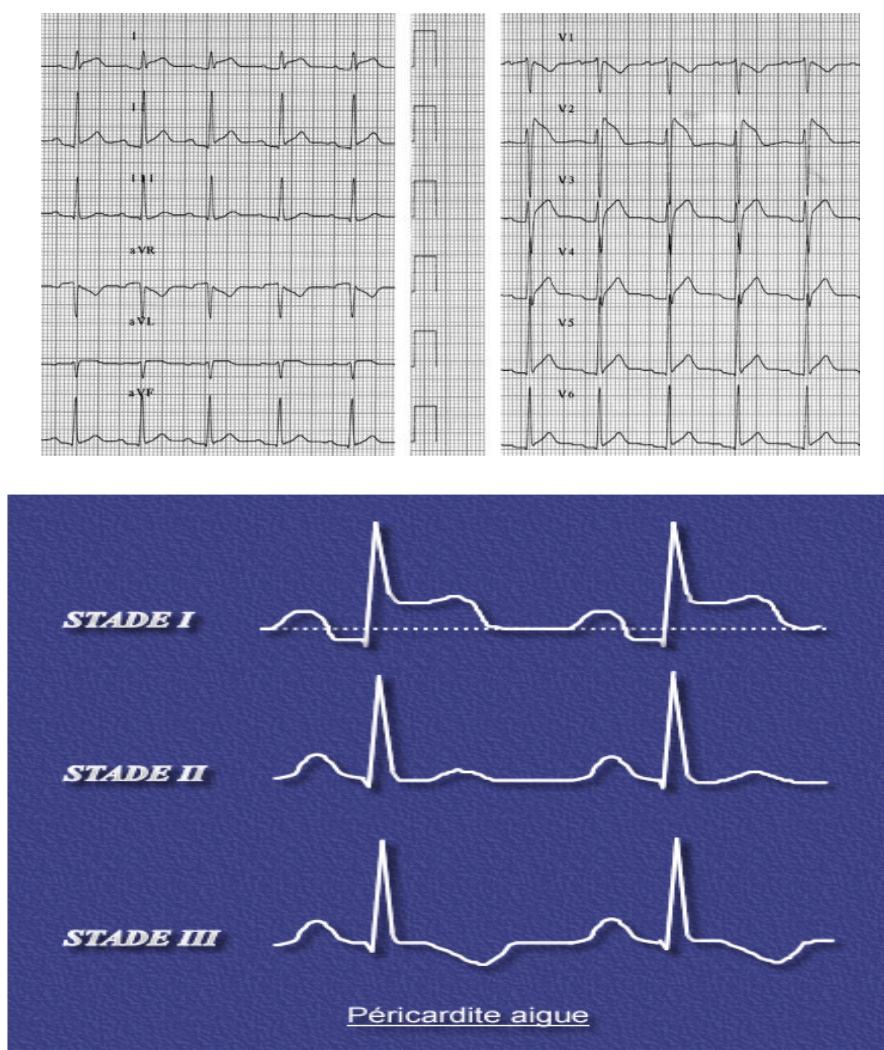 I
II
III
aVR
aVL
aVF
V1
V2
V3
V4
V5
V6
STADE I
STADE II
STADE III
Péricardite aigue